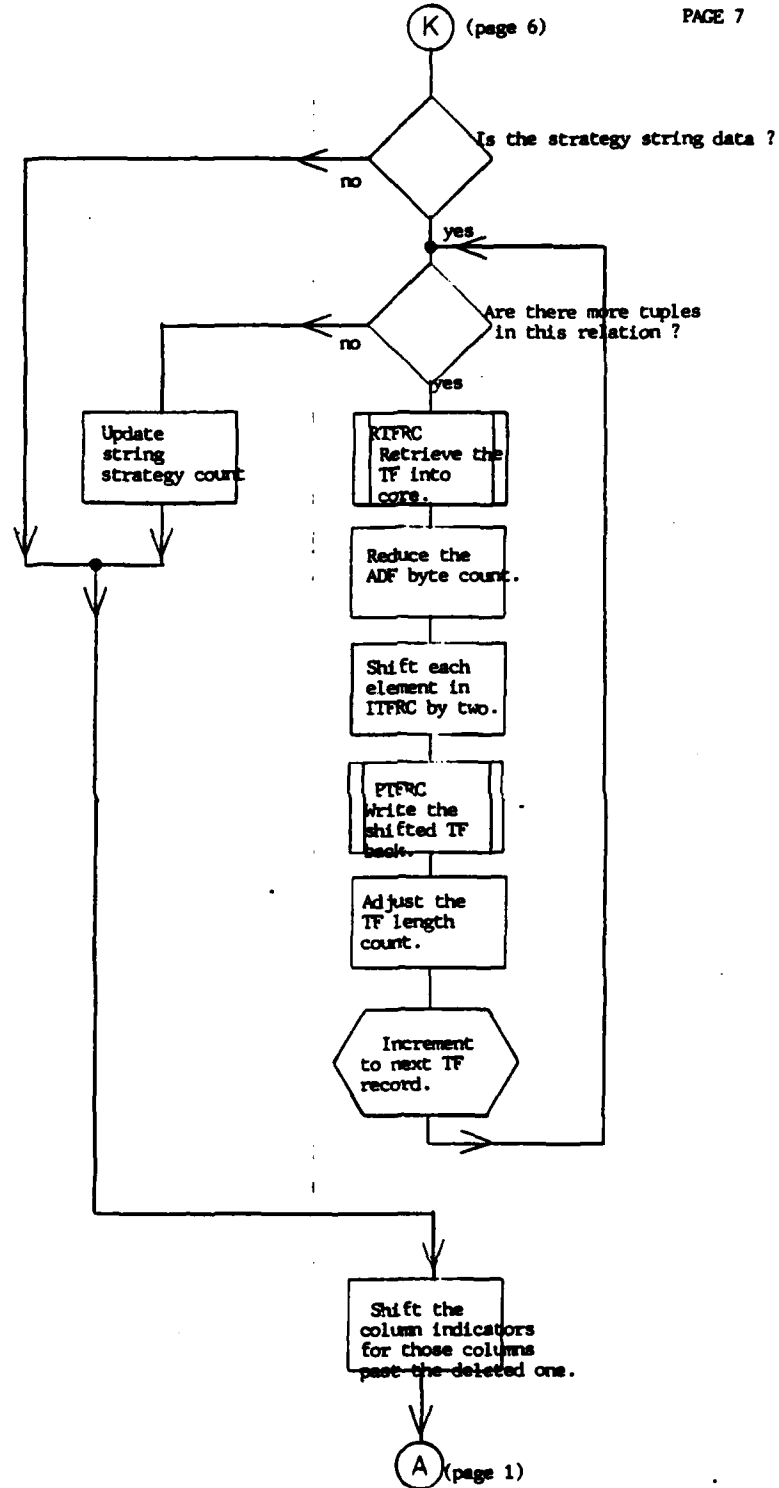 PAGE 7
K (page 6)
Is the strategy string data ?
no
yes
Are there more tuples
in this relation ?
no
yes
Update
string
strategy count
RTFRC
Retrieve the
TF into
core.
Reduce the
ADF byte count.
Shift each
element in
ITFRC by two.
PTFRC
Write the
shifted TF
back.
Adjust the
TF length
count.
Increment
to next TF
record.
Shift the
column indicators
for those columns
past the deleted one.
A (page 1)